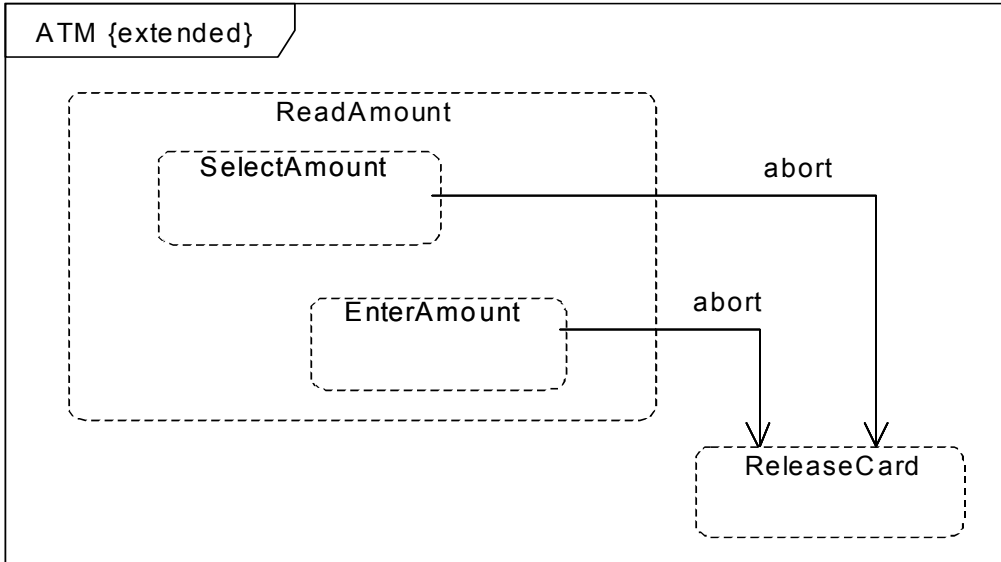 ATM {extended}
ReadAmount
SelectAmount
abort
EnterAmount
abort
ReleaseCard